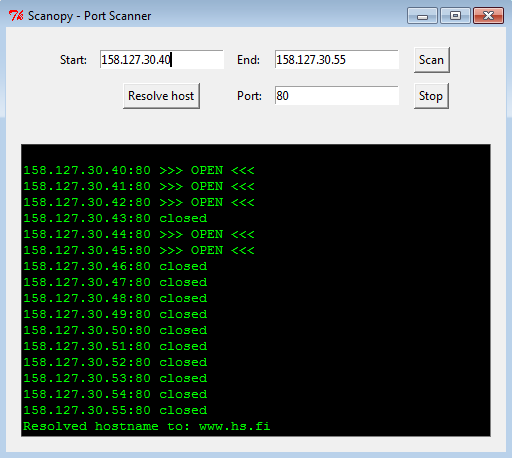 Scanopy - Port Scanner
Start: 158.127.30.40 End: 158.127.30.55 Scan
Resolve host Port: 80 Stop
158.127.30.40:80 >>> OPEN <<<
158.127.30.41:80 >>> OPEN <<<
158.127.30.42:80 >>> OPEN <<<
158.127.30.43:80 closed
158.127.30.44:80 >>> OPEN <<<
158.127.30.45:80 >>> OPEN <<<
158.127.30.46:80 closed
158.127.30.47:80 closed
158.127.30.48:80 closed
158.127.30.49:80 closed
158.127.30.50:80 closed
158.127.30.51:80 closed
158.127.30.52:80 closed
158.127.30.53:80 closed
158.127.30.54:80 closed
158.127.30.55:80 closed
Resolved hostname to: www.hs.fi